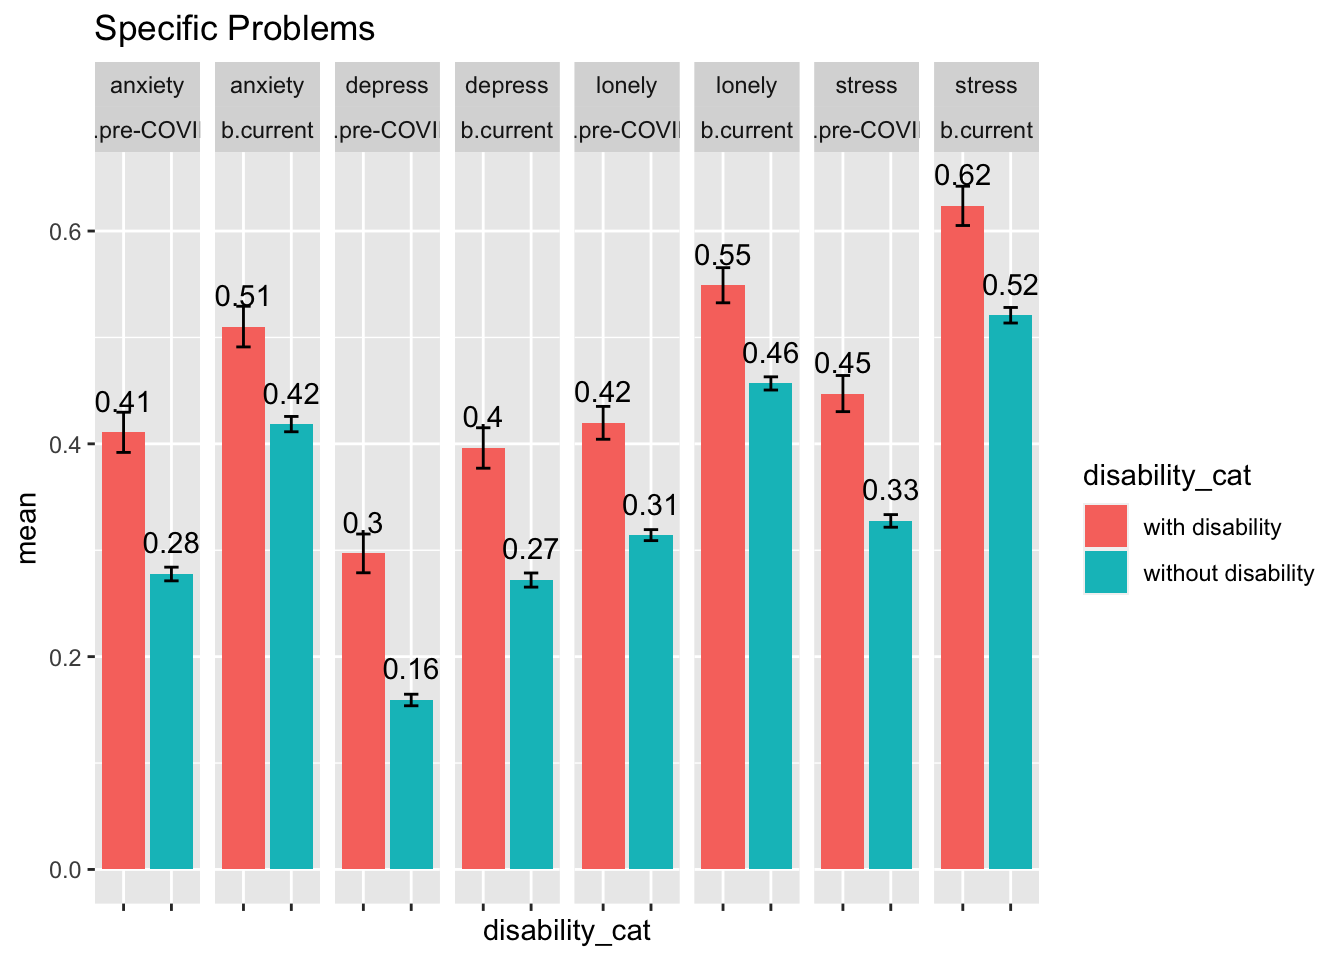 Specific Problems
anxiety anxiety depress depress lonely lonely stress stress
.pre-COVI b.current .pre-COVI b.current .pre-COVI b.current .pre-COVI b.current
0.62
0.6
0.55
0.51 0.52
0.46
0.45
0.41 0.42 0.4 0.42
0.4
0.33
0.3 0.31
0.28 0.27
0.2
0.16
0.0
mean
disability_cat
disability_cat
with disability
without disability